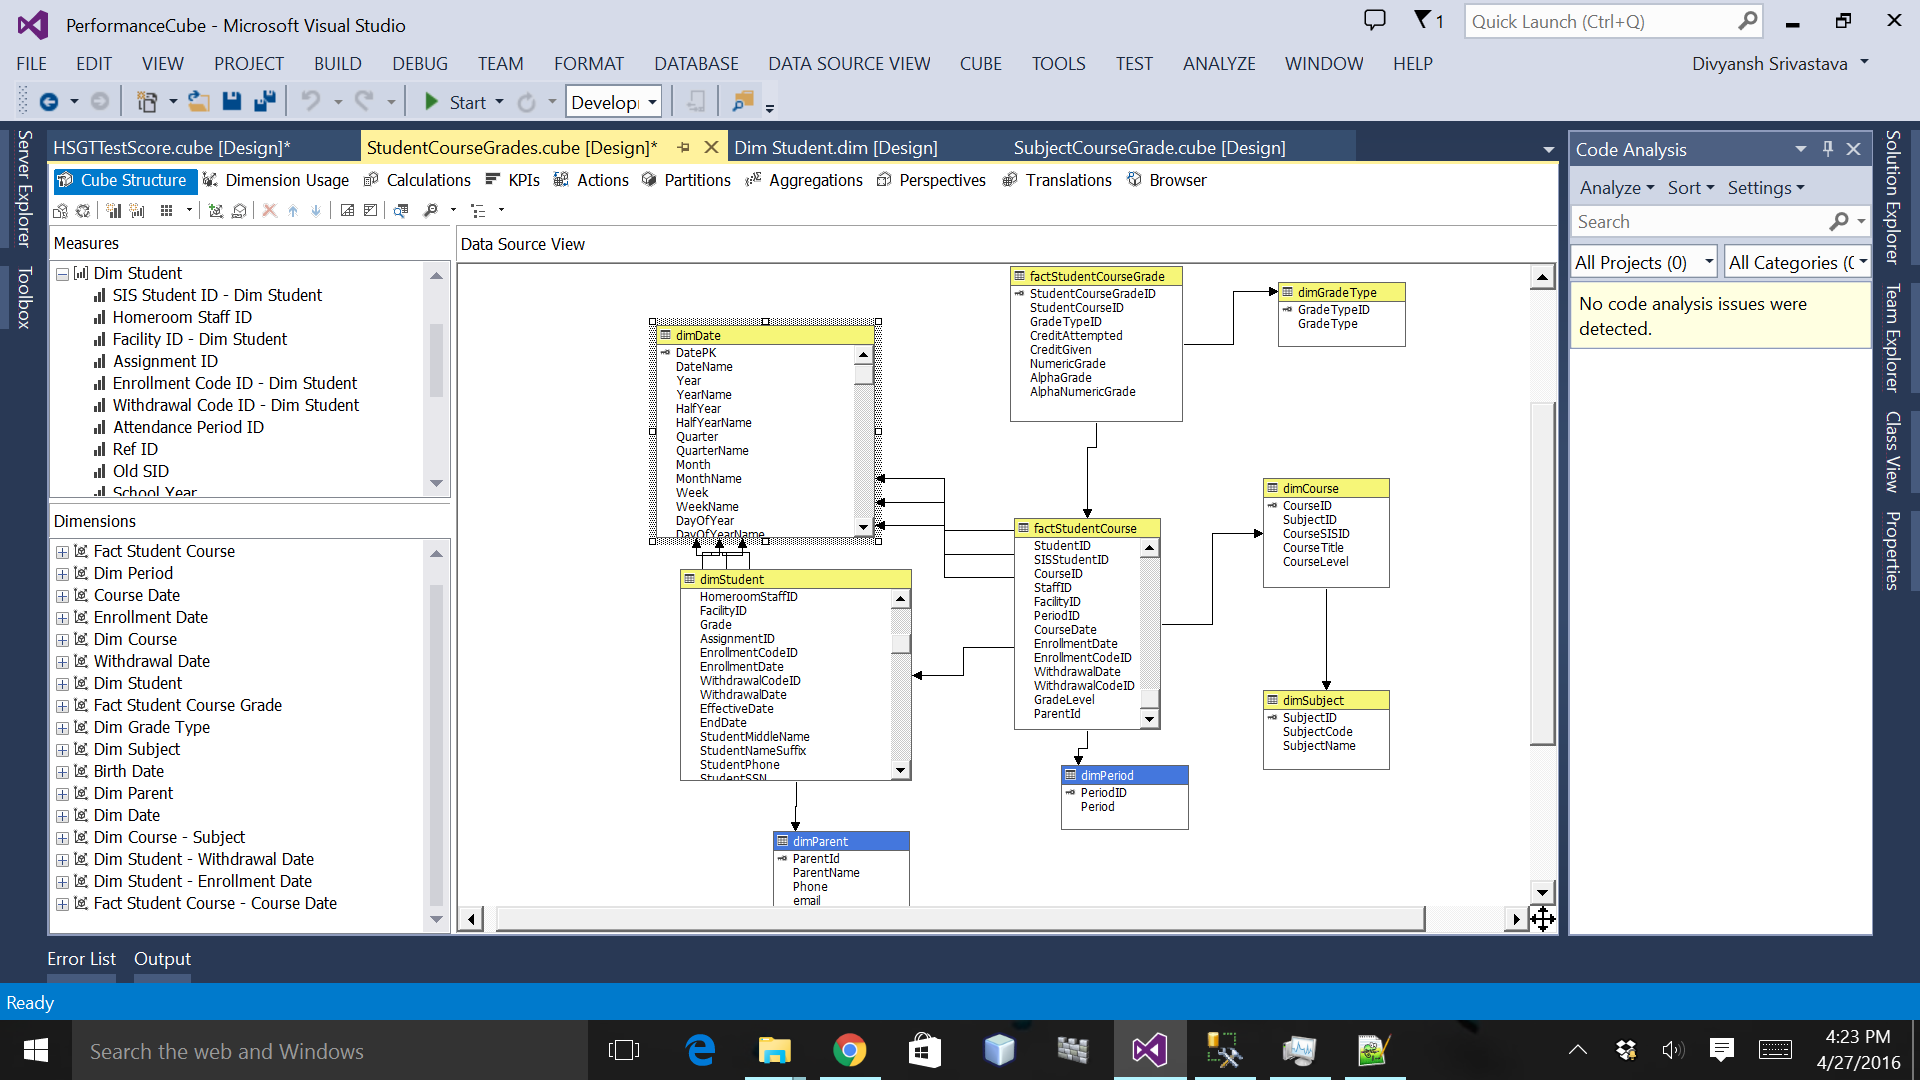 PerformanceCube - Microsoft Visual Studio
1
Quick Launch (Ctrl+Q)
FILE EDIT VIEW PROJECT BUILD DEBUG TEAM FORMAT DATABASE DATA SOURCE VIEW CUBE TOOLS TEST ANALYZE WINDOW HELP
Divyansh Srivastava
Start
Develop
Server Explorer
Toolbox
HSGTTestScore.cube [Design]*
StudentCourseGrades.cube [Design]*
Dim Student.dim [Design]
SubjectCourseGrade.cube [Design]
Cube Structure Dimension Usage Calculations KPIs Actions Partitions Aggregations Perspectives Translations Browser
Measures
Dim Student
SIS Student ID - Dim Student
Homeroom Staff ID
Facility ID - Dim Student
Assignment ID
Enrollment Code ID - Dim Student
Withdrawal Code ID - Dim Student
Attendance Period ID
Ref ID
Old SID
School Year
Dimensions
Fact Student Course
Dim Period
Course Date
Enrollment Date
Dim Course
Withdrawal Date
Dim Student
Fact Student Course Grade
Dim Grade Type
Dim Subject
Birth Date
Dim Parent
Dim Date
Dim Course - Subject
Dim Student - Withdrawal Date
Dim Student - Enrollment Date
Fact Student Course - Course Date
Data Source View
dimDate
DatePK
DateName
Year
YearName
HalfYear
HalfYearName
Quarter
QuarterName
Month
MonthName
Week
WeekName
DayOfYear
DayOfYearName
factStudentCourseGrade
StudentCourseGradeID
StudentCourseID
GradeTypeID
CreditAttempted
CreditGiven
NumericGrade
AlphaGrade
AlphaNumericGrade
dimGradeType
GradeTypeID
GradeType
dimStudent
HomeroomStaffID
FacilityID
Grade
AssignmentID
EnrollmentCodeID
EnrollmentDate
WithdrawalCodeID
WithdrawalDate
EffectiveDate
EndDate
StudentMiddleName
StudentNameSuffix
StudentPhone
StudentSSN
factStudentCourse
StudentID
SISStudentID
CourseID
StaffID
FacilityID
PeriodID
CourseDate
EnrollmentDate
EnrollmentCodeID
WithdrawalDate
WithdrawalCodeID
GradeLevel
ParentId
dimCourse
CourseID
SubjectID
CourseSISID
CourseTitle
CourseLevel
dimSubject
SubjectID
SubjectCode
SubjectName
dimPeriod
PeriodID
Period
dimParent
ParentId
ParentName
Phone
email
Code Analysis
Analyze Sort Settings
Search
All Projects (0)
All Categories (
No code analysis issues were
detected.
Solution Explorer
Team Explorer
Class View
Properties
Error List Output
Ready
Search the web and Windows
4:23 PM
4/27/2016